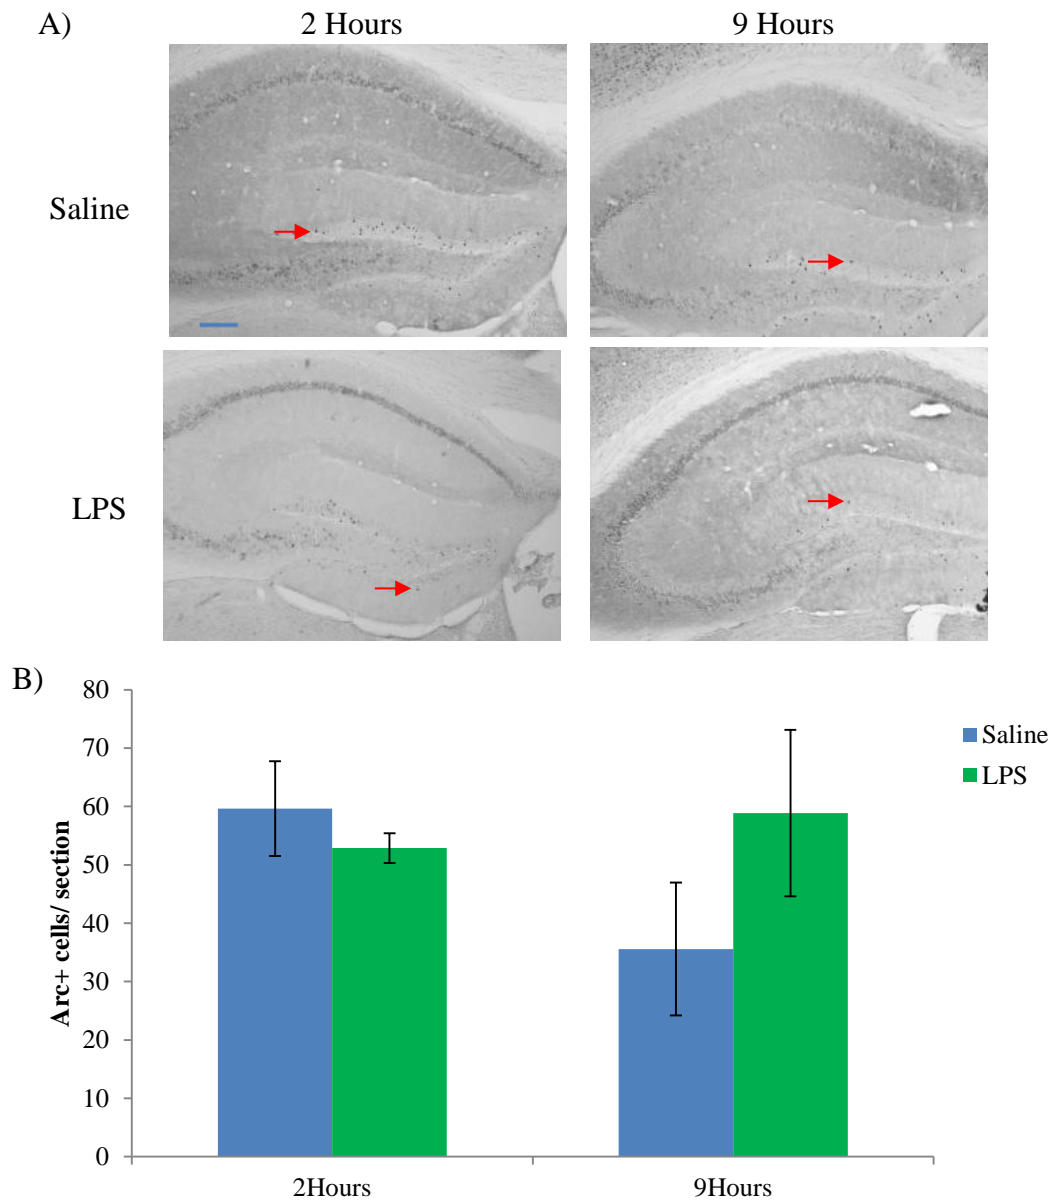 A)
2 Hours
9 Hours
Saline
LPS
B)
80
70
60
50
40
30
20
10
0
Arc+ cells/ section
2Hours
9Hours
Saline
LPS